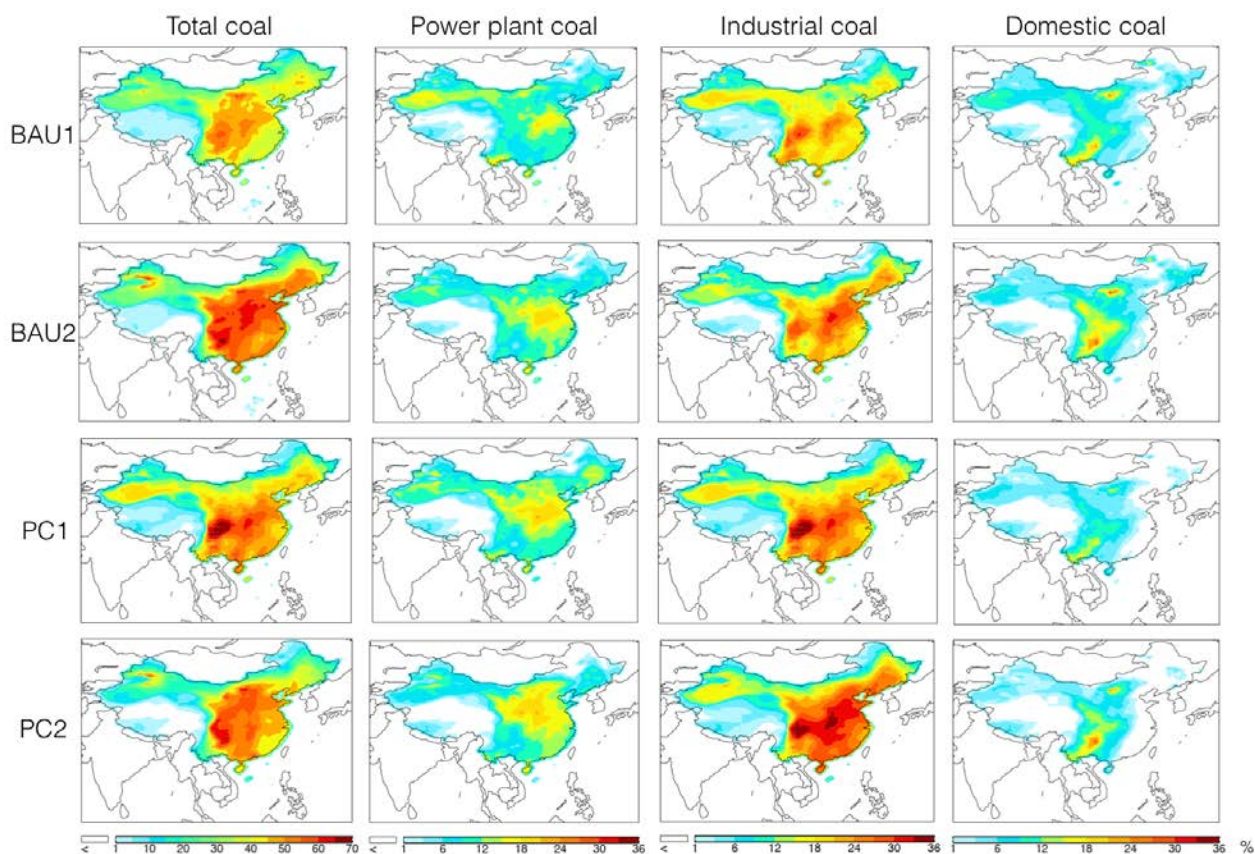 Total coal Power plant coal Industrial coal Domestic coal
BAU1
BAU2
PC1
PC2
< 1 10 20 30 40 50 60 70 < 1 6 12 18 24 30 36 < 1 6 12 18 24 30 36 < 1 6 12 18 24 30 36 %